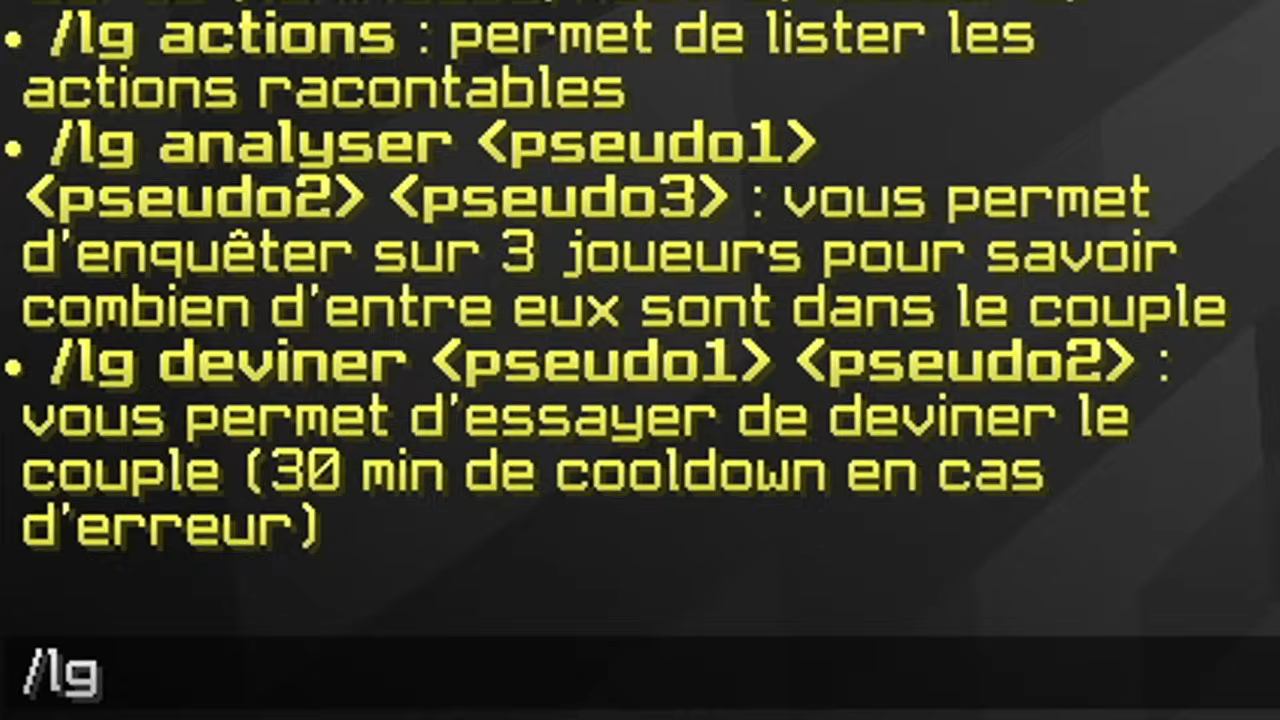 • /lg actions : permet de lister les
actions racontables
• /lg analyser <pseudo1>
<pseudo2> <pseudo3> : vous permet
d'enquêter sur 3 joueurs pour savoir
combien d'entre eux sont dans le couple
• /lg deviner <pseudo1> <pseudo2> :
vous permet d'essayer de deviner le
couple (30 min de cooldown en cas
d'erreur)
/lg